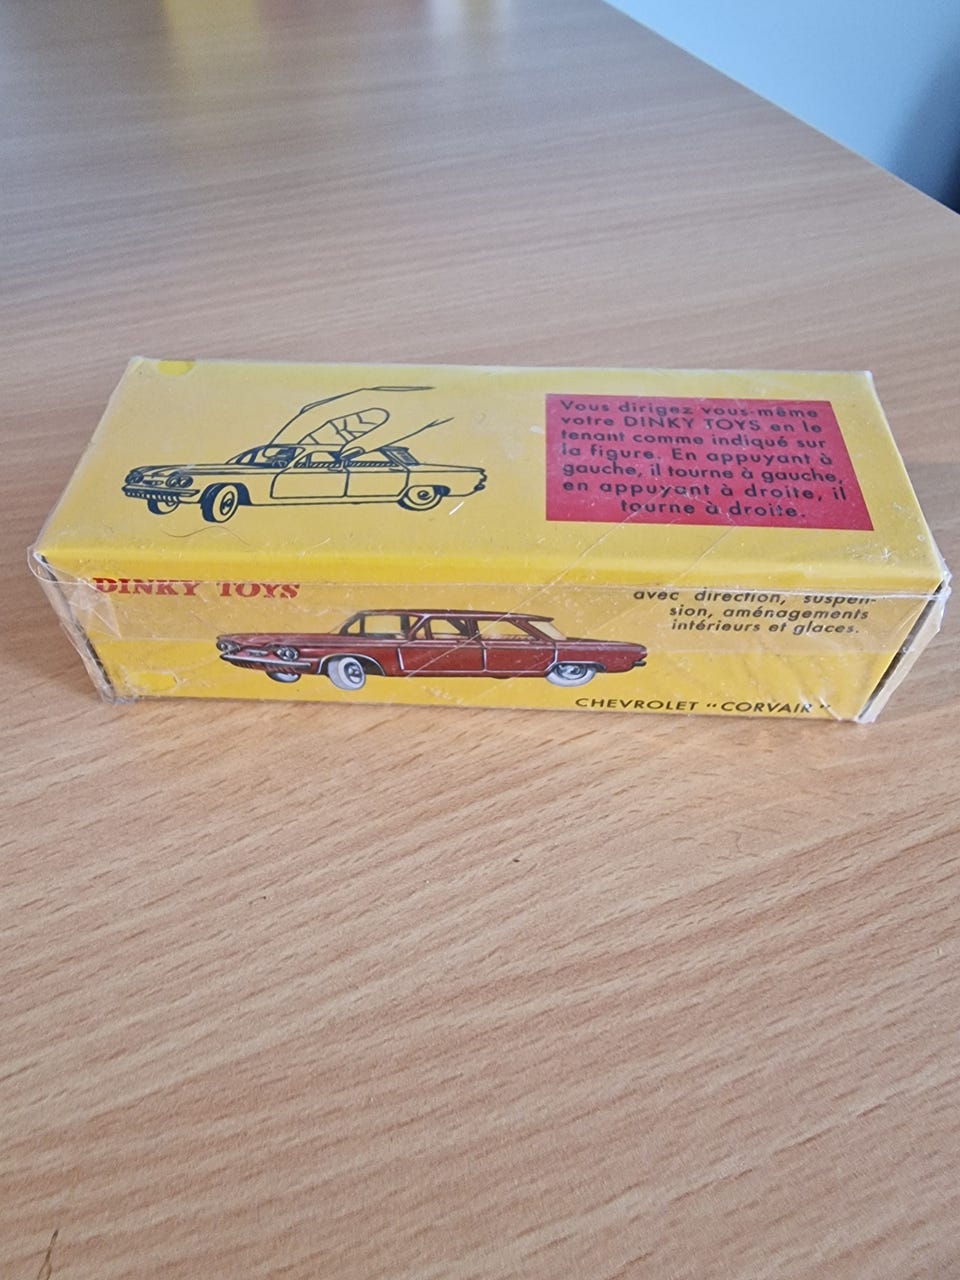 Vous dirigez vous-même
votre DINKY TOYS en le
tenant comme indiqué sur
la figure. En appuyant à
gauche, il tourne à gauche,
en appuyant à droite, il
tourne à droite.
DINKY TOYS
avec direction, suspen-
sion, aménagements
intérieurs et glaces.
CHEVROLET "CORVAIR"